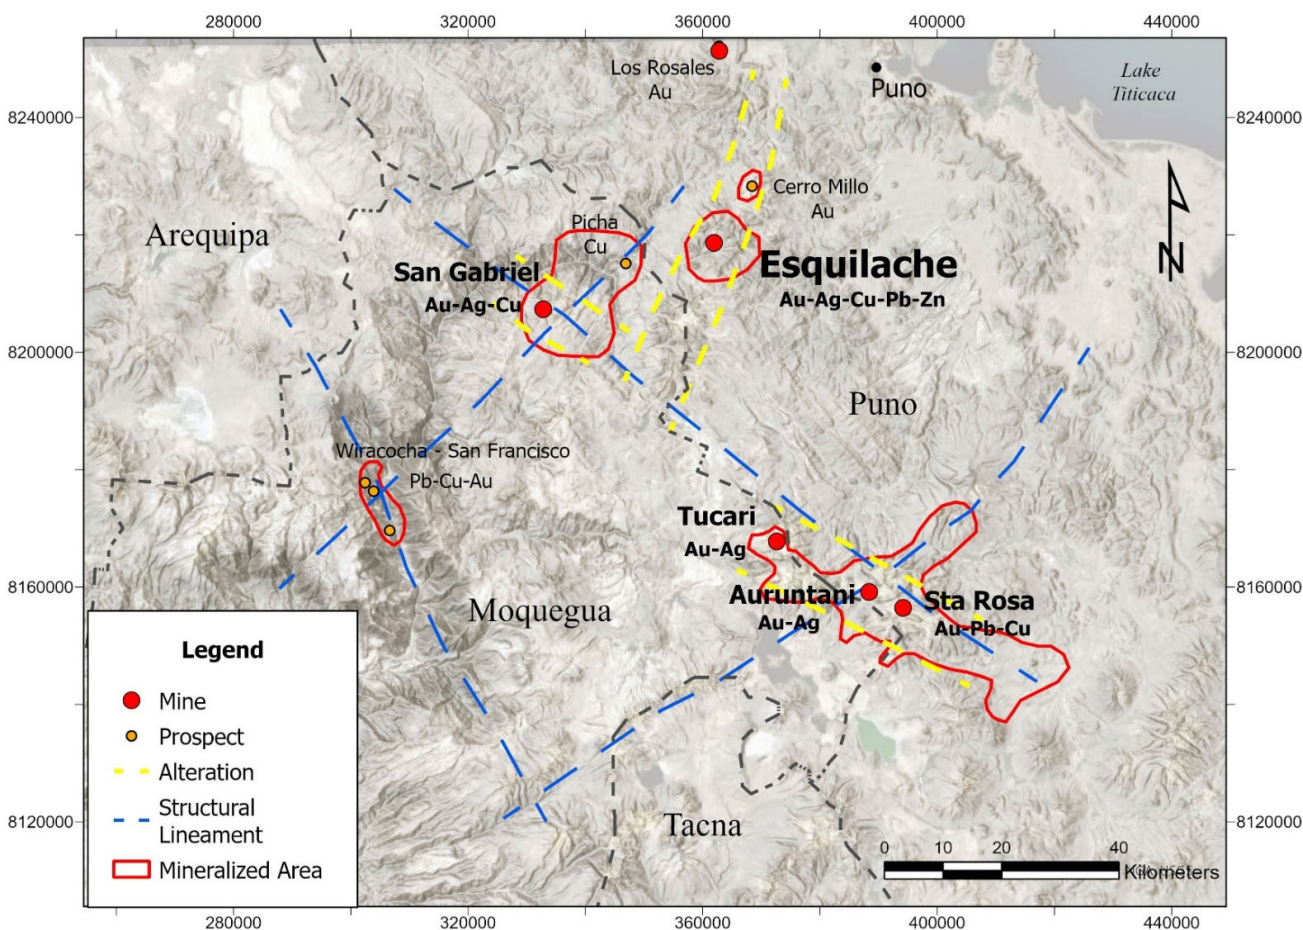 280000
320000
360000
400000
440000
Los Rosales
Au
Puno
Lake
Titicaca
8240000
8240000
Cerro Millo
Au
Arequipa
Picha
Cu
San Gabriel
Au-Ag-Cu
Esquilache
Au-Ag-Cu-Pb-Zn
N
8200000
8200000
Puno
Wiracocha - San Francisco
Pb-Cu-Au
Tucari
Au-Ag
Auruntani
Au-Ag
Sta Rosa
Au-Pb-Cu
8160000
8160000
Moquegua
Legend
Mine
Prospect
Alteration
Structural
Lineament
Mineralized Area
8120000
8120000
Tacna
0
10
20
40
Kilometers
280000
320000
360000
400000
440000